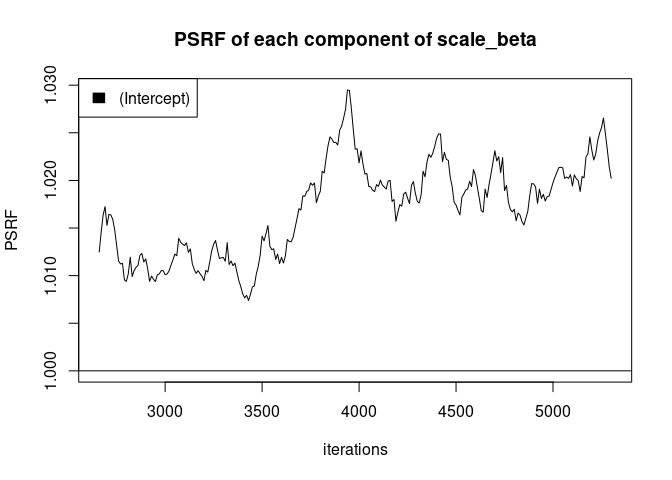 PSRF of each component of scale_beta
(Intercept)
PSRF
1.030
1.020
1.010
1.000
3000 3500 4000 4500 5000
iterations